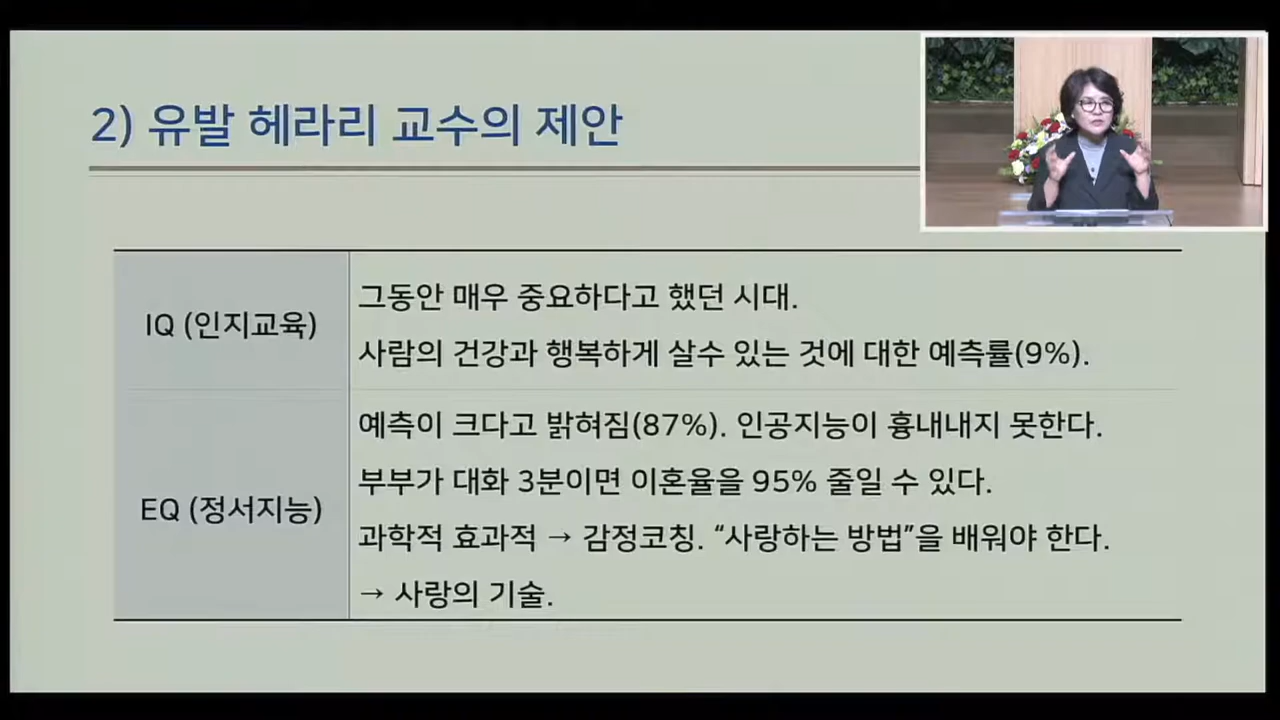 2) 유발 헤라리 교수의 제안
IQ (인지교육)
그동안 매우 중요하다고 했던 시대.
사람의 건강과 행복하게 살수 있는 것에 대한 예측률(9%).
EQ (정서지능)
예측이 크다고 밝혀짐(87%). 인공지능이 흉내내지 못한다.
부부가 대화 3분이면 이혼율을 95% 줄일 수 있다.
과학적 효과적 → 감정코칭. “사랑하는 방법”을 배워야 한다.
→ 사랑의 기술.